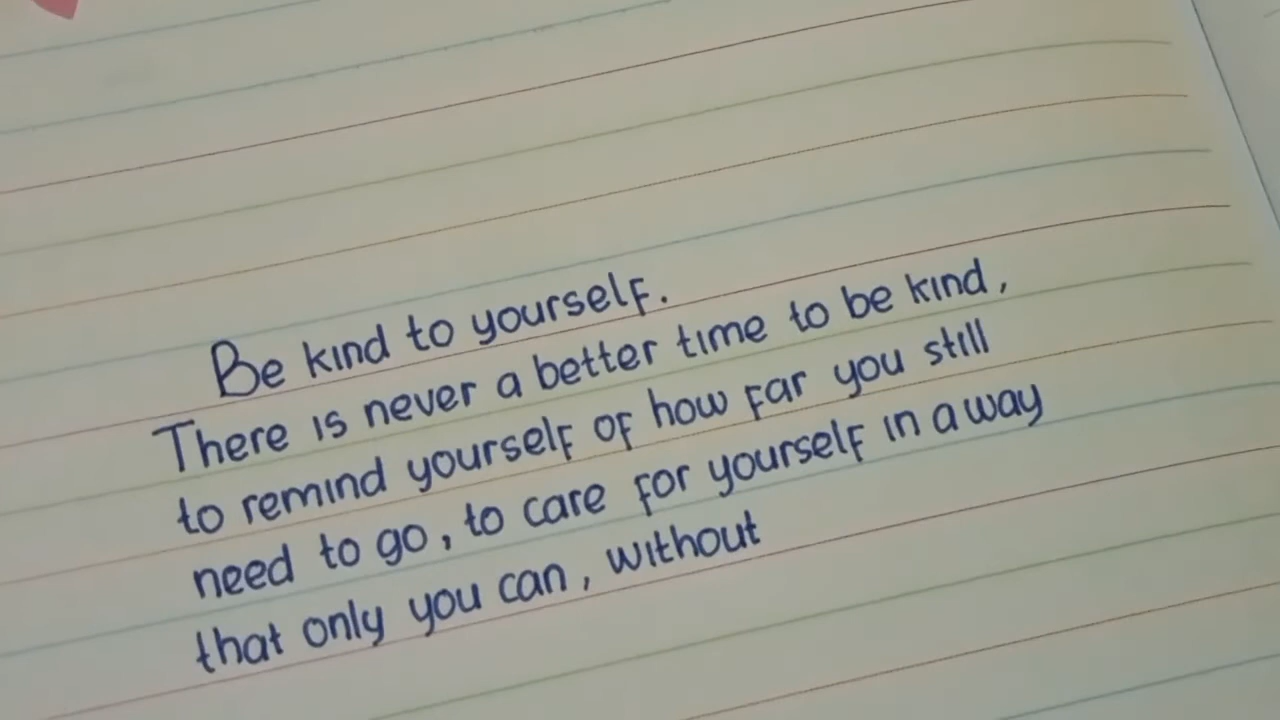 Be kind to yourself.
There is never a better time to be kind,
to remind yourself of how far you still
need to go, to care for yourself in a way
that only you can, without